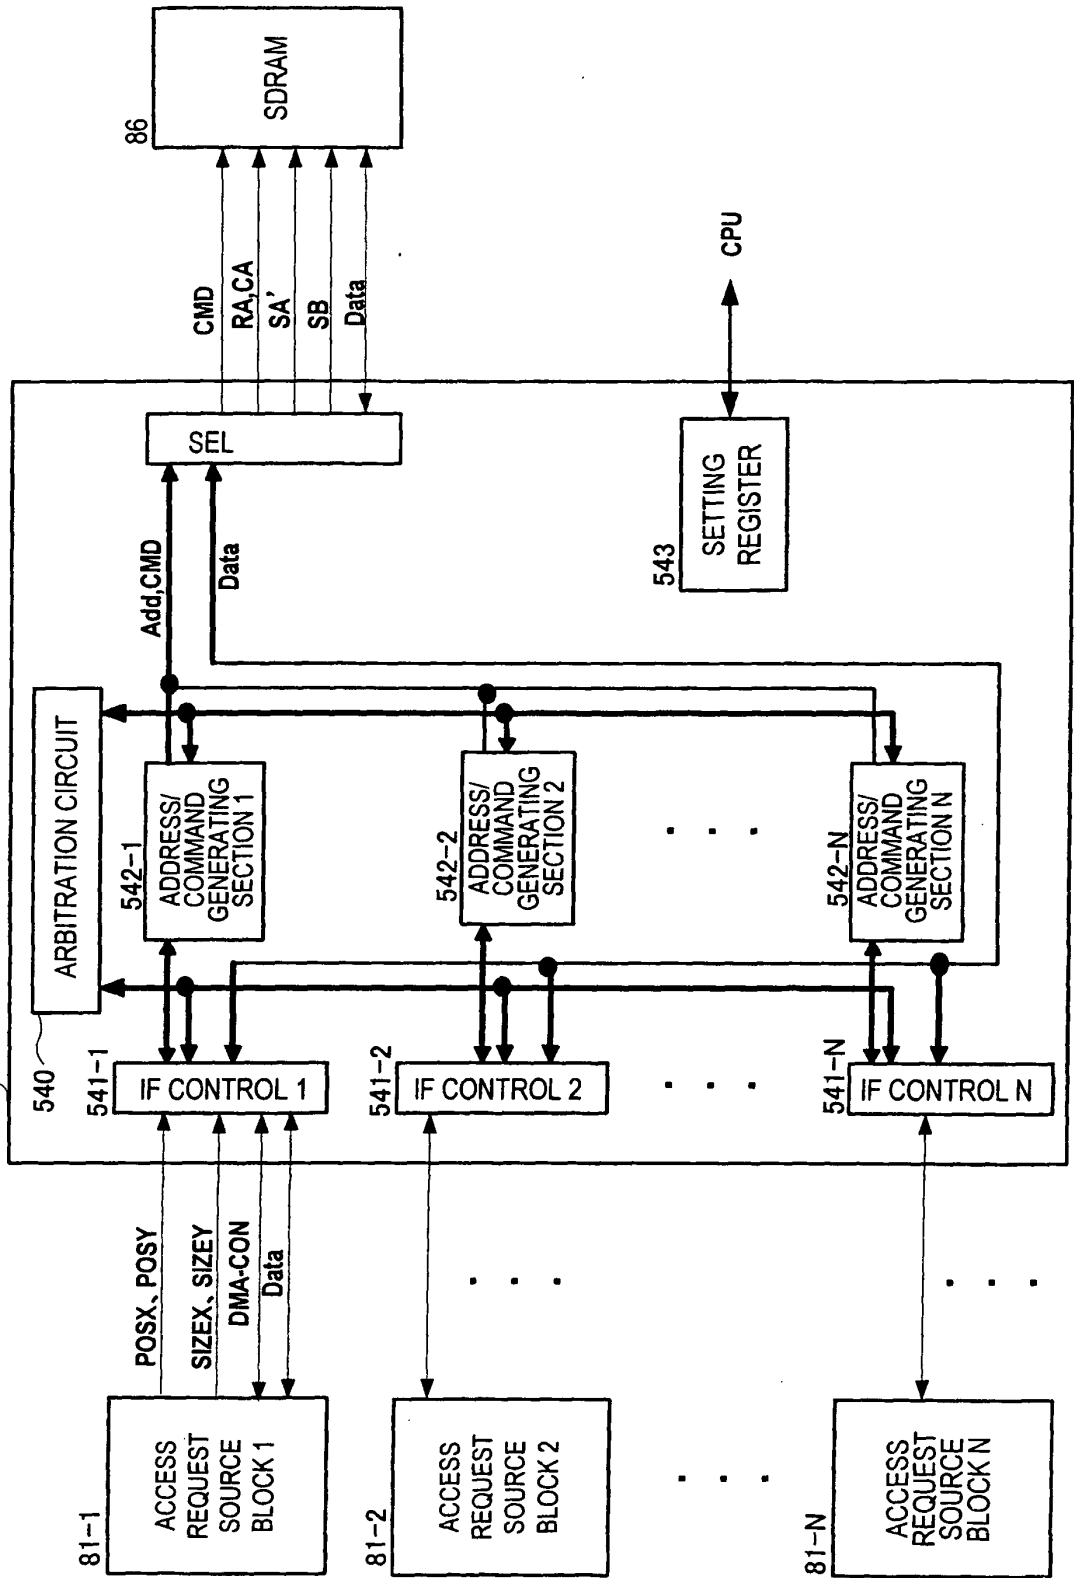 81-1
ACCESS
REQUEST
SOURCE
BLOCK 1
POSX、POSY
SIZEX、SIZEY
DMA-CON
Data
81-2
ACCESS
REQUEST
SOURCE
BLOCK 2
81-N
ACCESS
REQUEST
SOURCE
BLOCK N
540
ARBITRATION CIRCUIT
541-1
IF CONTROL 1
541-2
IF CONTROL 2
541-N
IF CONTROL N
542-1
ADDRESS/
COMMAND
GENERATING
SECTION 1
542-2
ADDRESS/
COMMAND
GENERATING
SECTION 2
542-N
ADDRESS/
COMMAND
GENERATING
SECTION N
Add,CMD
Data
SEL
543
SETTING
REGISTER
CPU
CMD
RA,CA
SA'
SB
Data
86
SDRAM